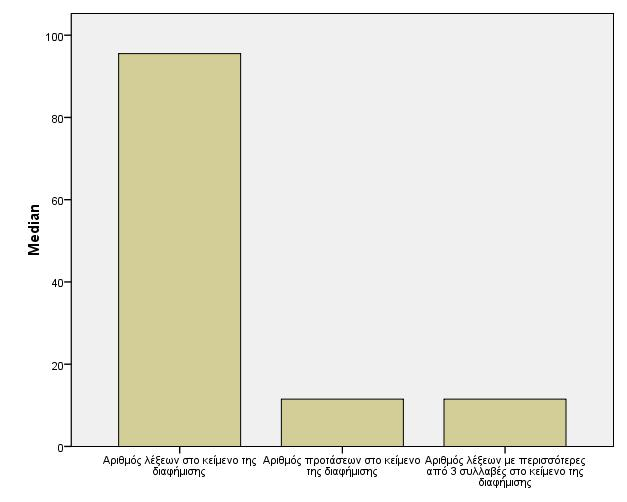 Median
100
80
60
40
20
0
Αριθμός λέξεων στο κείμενο της
διαφήμισης
Αριθμός προτάσεων στο κείμενο
της διαφήμισης
Αριθμός λέξεων με περισσότερες
από 3 συλλαβές στο κείμενο της
διαφήμισης